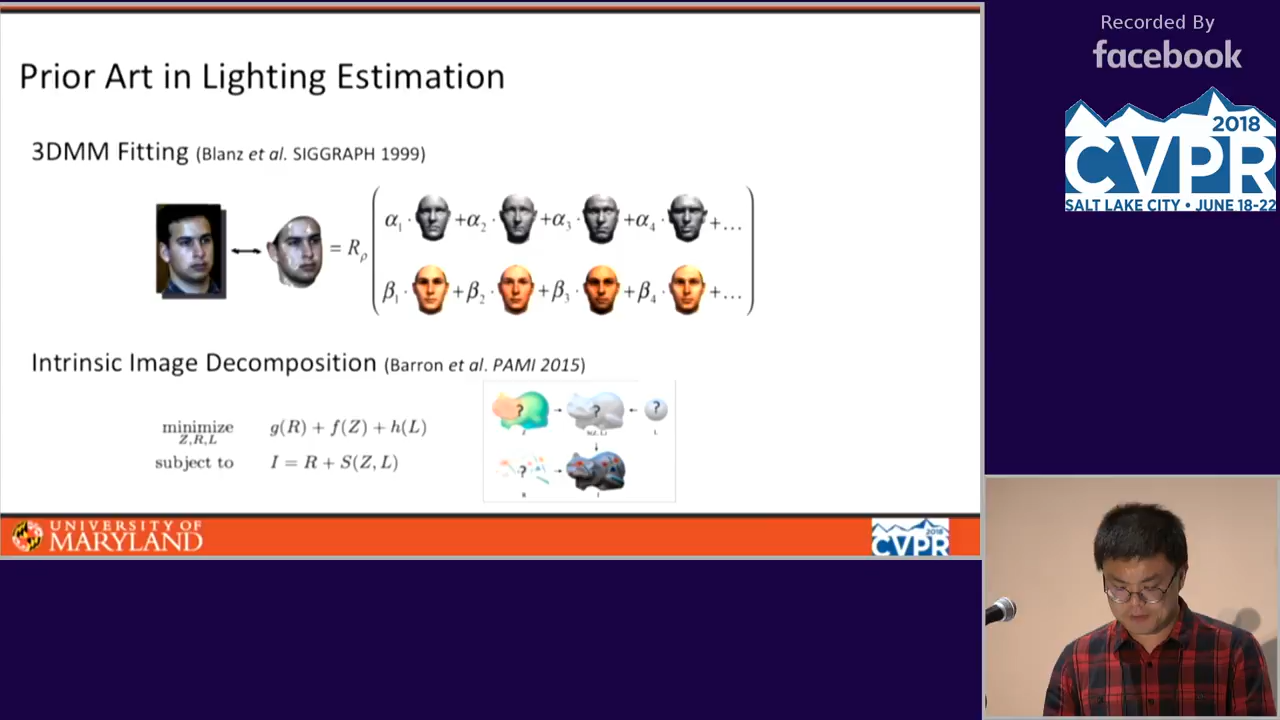 Prior Art in Lighting Estimation
3DMM Fitting (Blanz et al. SIGGRAPH 1999)
= Rρ
α1 · +α2 · +α3 · +α4 · +…
β1 · +β2 · +β3 · +β4 · +…
Intrinsic Image Decomposition (Barron et al. PAMI 2015)
minimize g(R) + f(Z) + h(L)
Z,R,L
subject to I = R + S(Z, L)
? ? ?
Z S(Z, L) L
?
R I
UNIVERSITY OF
MARYLAND
2018
CVPR
Recorded By
facebook
2018
CVPR
SALT LAKE CITY • JUNE 18-22